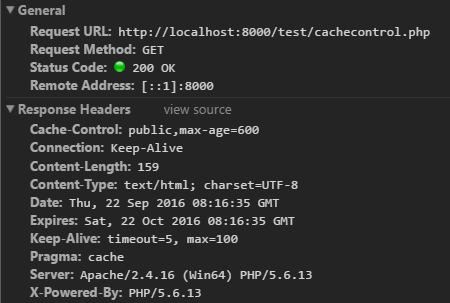 General
Request URL: http://localhost:8000/test/cachecontrol.php
Request Method: GET
Status Code: 200 OK
Remote Address: [::1]:8000
Response Headers view source
Cache-Control: public,max-age=600
Connection: Keep-Alive
Content-Length: 159
Content-Type: text/html; charset=UTF-8
Date: Thu, 22 Sep 2016 08:16:35 GMT
Expires: Sat, 22 Oct 2016 08:16:35 GMT
Keep-Alive: timeout=5, max=100
Pragma: cache
Server: Apache/2.4.16 (Win64) PHP/5.6.13
X-Powered-By: PHP/5.6.13